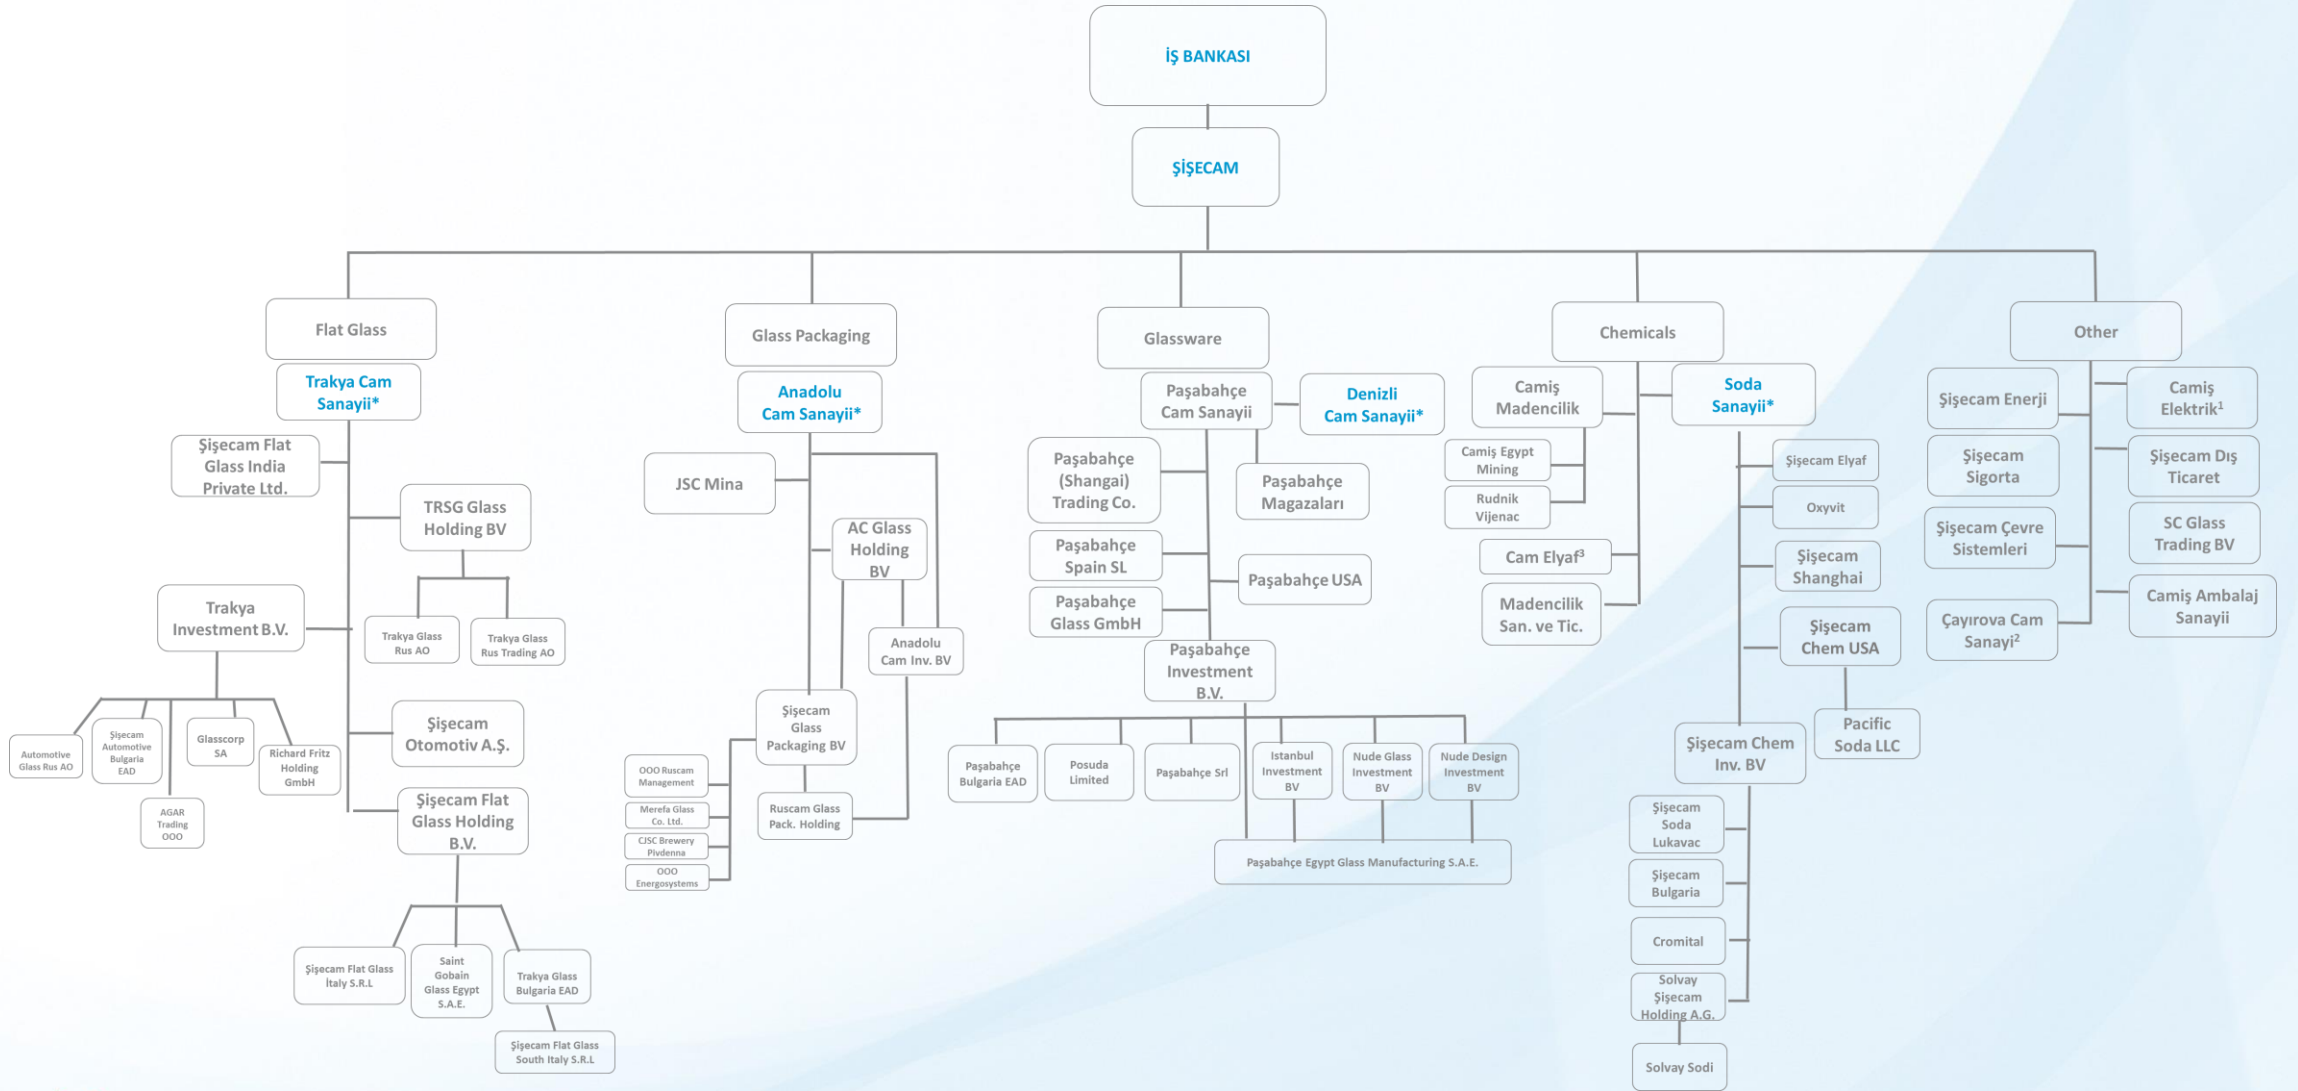 İŞ BANKASI
ŞİŞECAM
Flat Glass
Trakya Cam
Sanayii*
Şişecam Flat
Glass India
Private Ltd.
TRSG Glass
Holding BV
Trakya Glass
Rus AO
Trakya Glass
Rus Trading AO
Trakya
Investment B.V.
Automotive
Glass Rus AO
Şişecam
Automotive
Bulgaria
EAD
AGAR
Trading
OOO
Glasscorp
SA
Richard Fritz
Holding
GmbH
Şişecam
Otomotiv A.Ş.
Şişecam Flat
Glass Holding
B.V.
Şişecam Flat Glass
İtaly S.R.L
Saint
Gobain
Glass Egypt
S.A.E.
Trakya Glass
Bulgaria EAD
Şişecam Flat Glass
South Italy S.R.L
Glass Packaging
Anadolu
Cam Sanayii*
JSC Mina
AC Glass
Holding
BV
Anadolu
Cam Inv. BV
Şişecam
Glass
Packaging BV
OOO Ruscam
Management
Merefa Glass
Co. Ltd.
CJSC Brewery
Pivdenna
OOO
Energosystems
Ruscam Glass
Pack. Holding
Glassware
Paşabahçe
Cam Sanayii
Denizli
Cam Sanayii*
Paşabahçe
(Shangai)
Trading Co.
Paşabahçe
Magazaları
Paşabahçe
Spain SL
Paşabahçe USA
Paşabahçe
Glass GmbH
Paşabahçe
Investment
B.V.
Paşabahçe
Bulgaria EAD
Posuda
Limited
Paşabahçe Srl
Istanbul
Investment
BV
Nude Glass
Investment
BV
Nude Design
Investment
BV
Paşabahçe Egypt Glass Manufacturing S.A.E.
Chemicals
Camiş
Madencilik
Camiş Egypt
Mining
Rudnik
Vijenac
Cam Elyaf³
Madencilik
San. ve Tic.
Soda
Sanayii*
Şişecam Elyaf
Oxyvit
Şişecam
Shanghai
Şişecam
Chem USA
Pacific
Soda LLC
Şişecam Chem
Inv. BV
Şişecam
Soda
Lukavac
Şişecam
Bulgaria
Cromital
Solvay
Şişecam
Holding A.G.
Solvay Sodi
Other
Şişecam Enerji
Camiş
Elektrik¹
Şişecam
Sigorta
Şişecam Dış
Ticaret
Şişecam Çevre
Sistemleri
SC Glass
Trading BV
Çayırova Cam
Sanayi²
Camiş Ambalaj
Sanayii